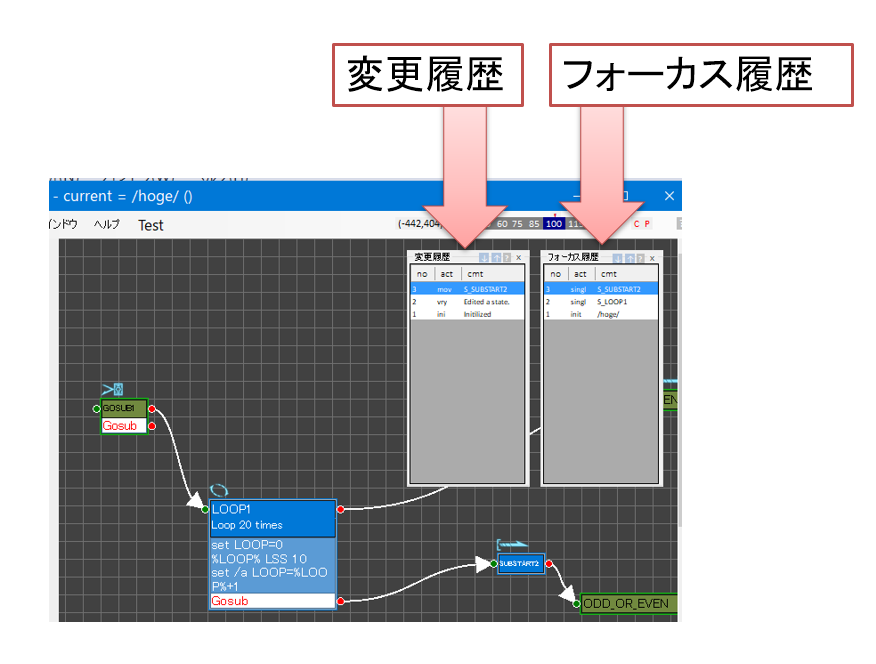 変更履歴
フォーカス履歴
- current = /hoge/ ()
ンドウ ヘルプ Test
(-442,404)
60 75 85 100 115
C P
変更履歴
no act cmt
3 mov S_SUBSTART2
2 vry Edited a state.
1 ini Initilized
フォーカス履歴
no act cmt
3 singl S_SUBSTART2
2 singl S_LOOP1
1 init /hoge/
GOSUB1
Gosub
EN
LOOP1
Loop 20 times
set LOOP=0
%LOOP% LSS 10
set /a LOOP=%LOO
P%+1
Gosub
SUBSTART2
ODD_OR_EVEN